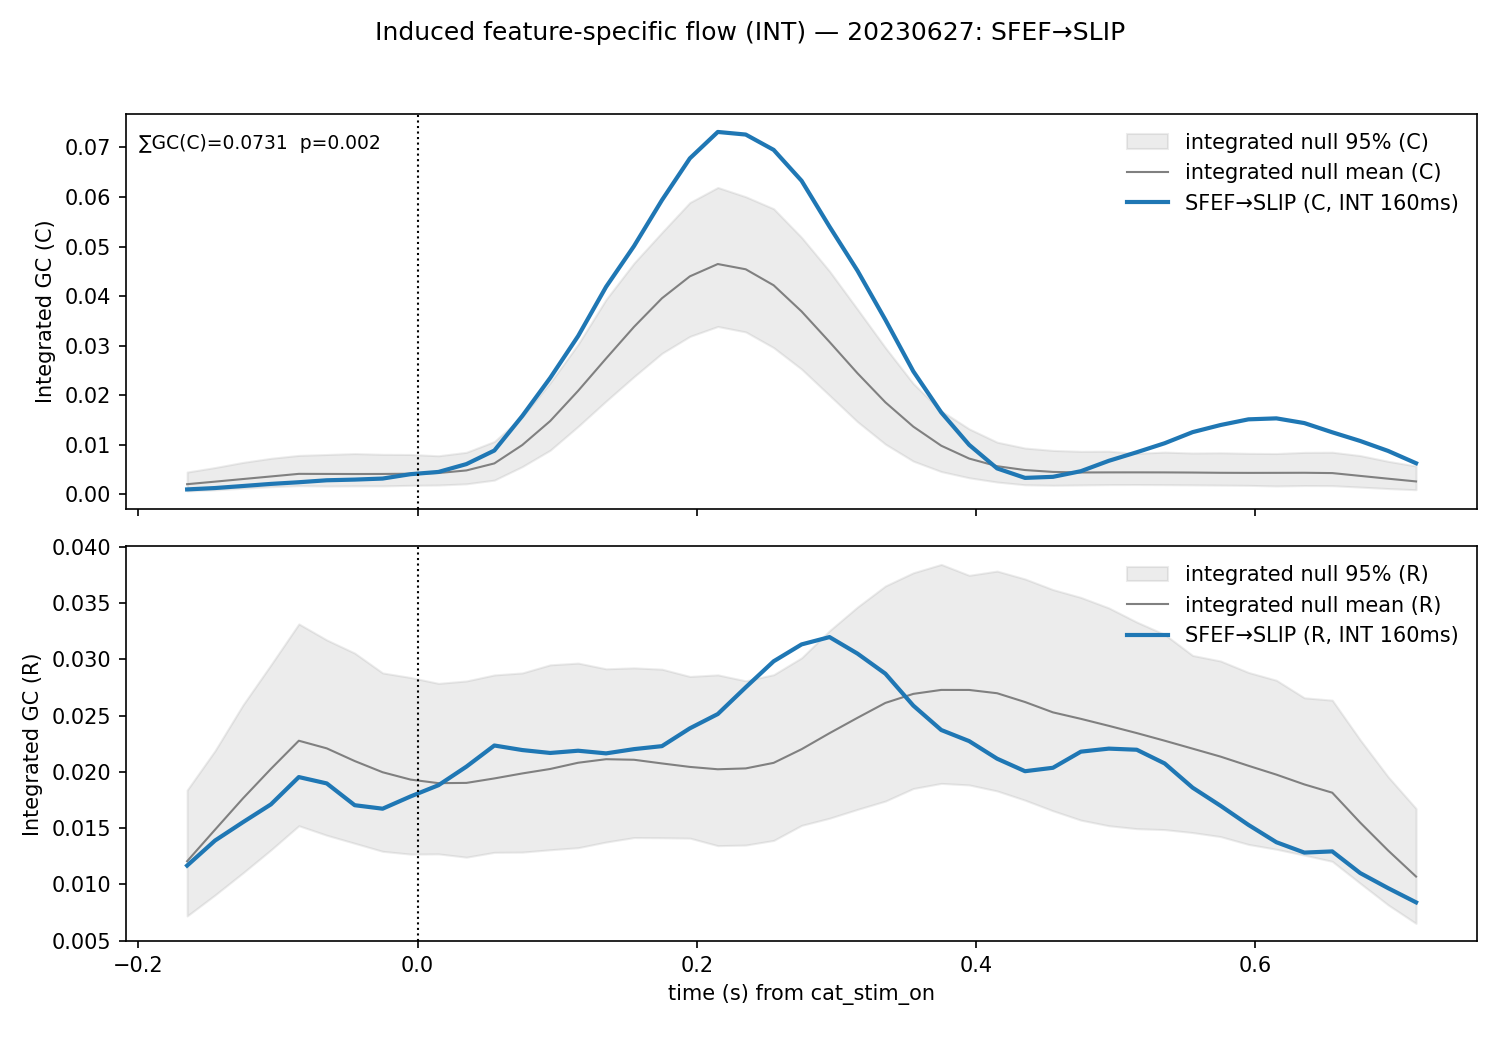 Induced feature-specific flow (INT) — 20230627: SFEF→SLIP
∑GC(C)=0.0731  p=0.002
integrated null 95% (C)
integrated null mean (C)
SFEF→SLIP (C, INT 160ms)
Integrated GC (C)
0.07
0.06
0.05
0.04
0.03
0.02
0.01
0.00
integrated null 95% (R)
integrated null mean (R)
SFEF→SLIP (R, INT 160ms)
Integrated GC (R)
0.040
0.035
0.030
0.025
0.020
0.015
0.010
0.005
−0.2 0.0 0.2 0.4 0.6
time (s) from cat_stim_on